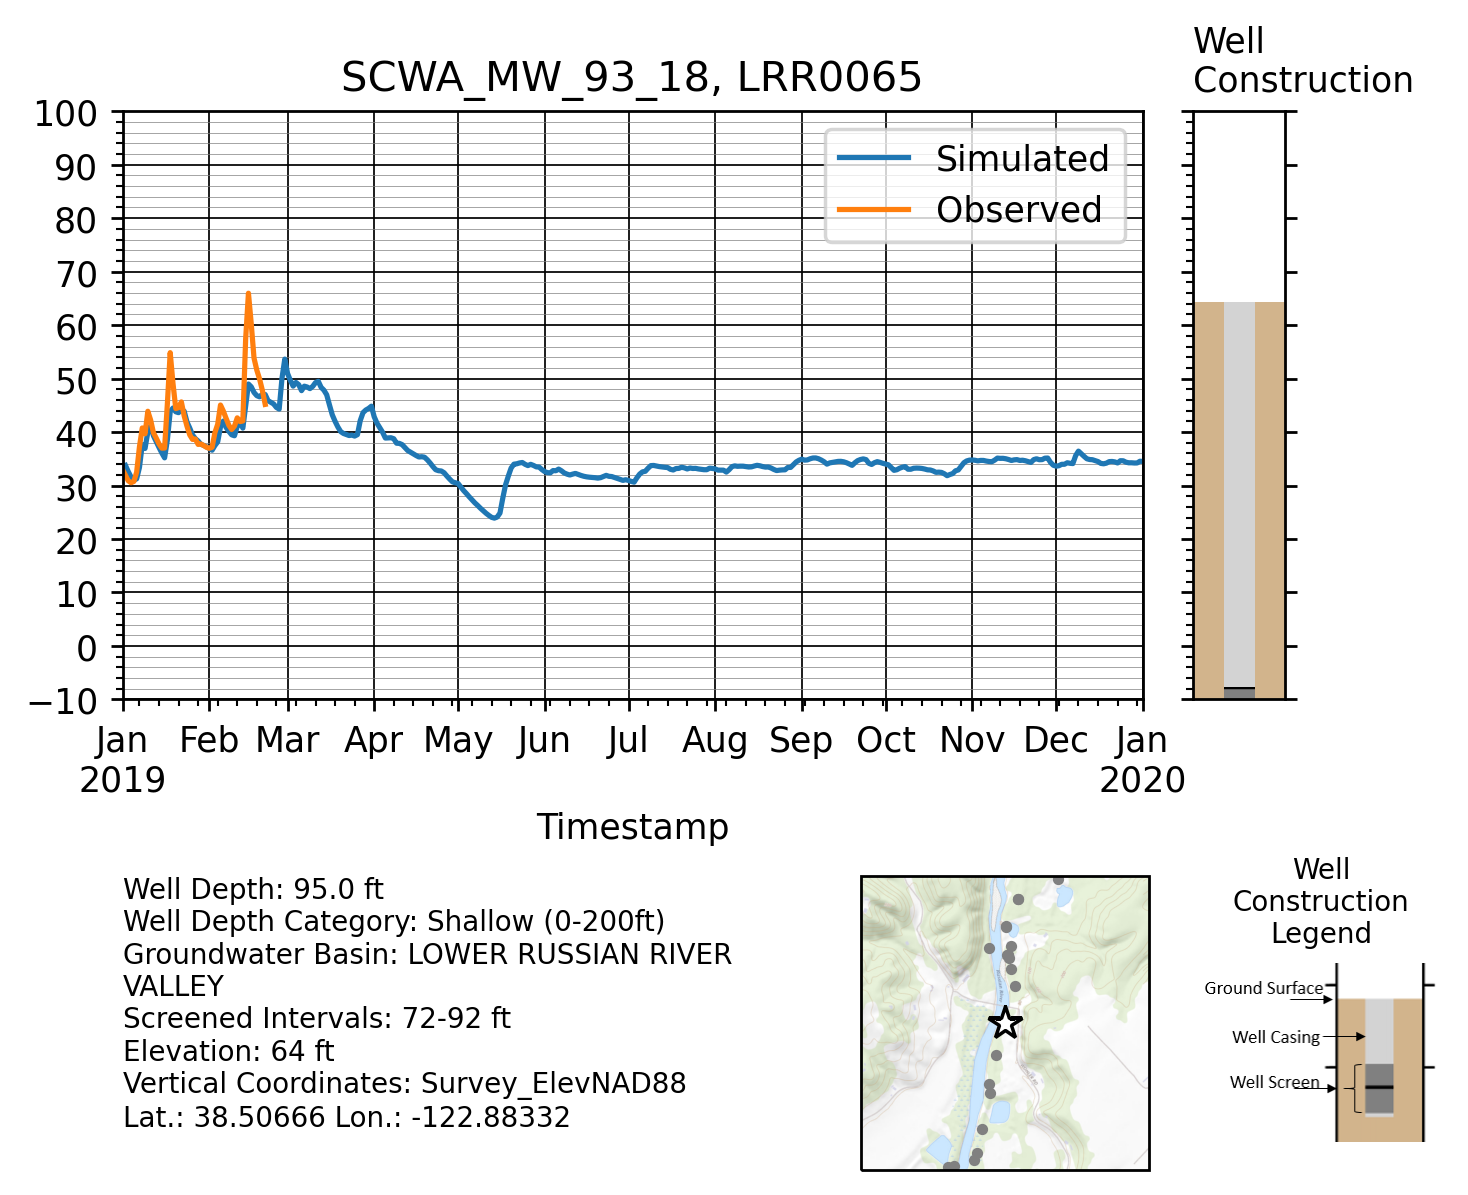 Well
Construction
SCWA_MW_93_18, LRR0065
100
90
80
70
60
50
40
30
20
10
0
−10
Simulated
Observed
Jan Feb Mar Apr May Jun Jul Aug Sep Oct Nov Dec Jan
2019 2020
Timestamp
Well Depth: 95.0 ft
Well Depth Category: Shallow (0-200ft)
Groundwater Basin: LOWER RUSSIAN RIVER
VALLEY
Screened Intervals: 72-92 ft
Elevation: 64 ft
Vertical Coordinates: Survey_ElevNAD88
Lat.: 38.50666 Lon.: -122.88332
Well
Construction
Legend
Ground Surface
Well Casing
Well Screen